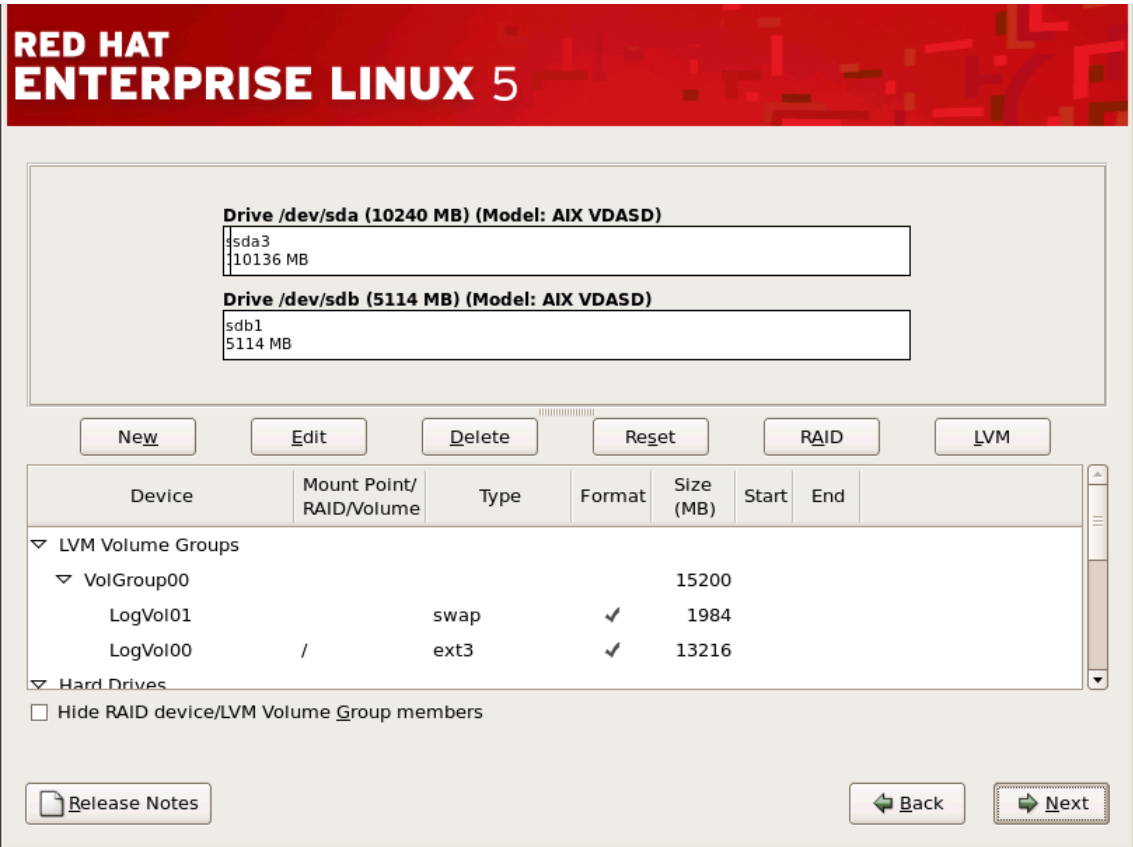 RED HAT
ENTERPRISE LINUX 5
Drive /dev/sda (10240 MB) (Model: AIX VDASD)
sda3
10136 MB
Drive /dev/sdb (5114 MB) (Model: AIX VDASD)
sdb1
5114 MB
New Edit Delete Reset RAID LVM
Device Mount Point/ RAID/Volume Type Format Size (MB) Start End
LVM Volume Groups
VolGroup00 15200
LogVol01 swap 1984
LogVol00 / ext3 13216
Hard Drives
Hide RAID device/LVM Volume Group members
Release Notes Back Next